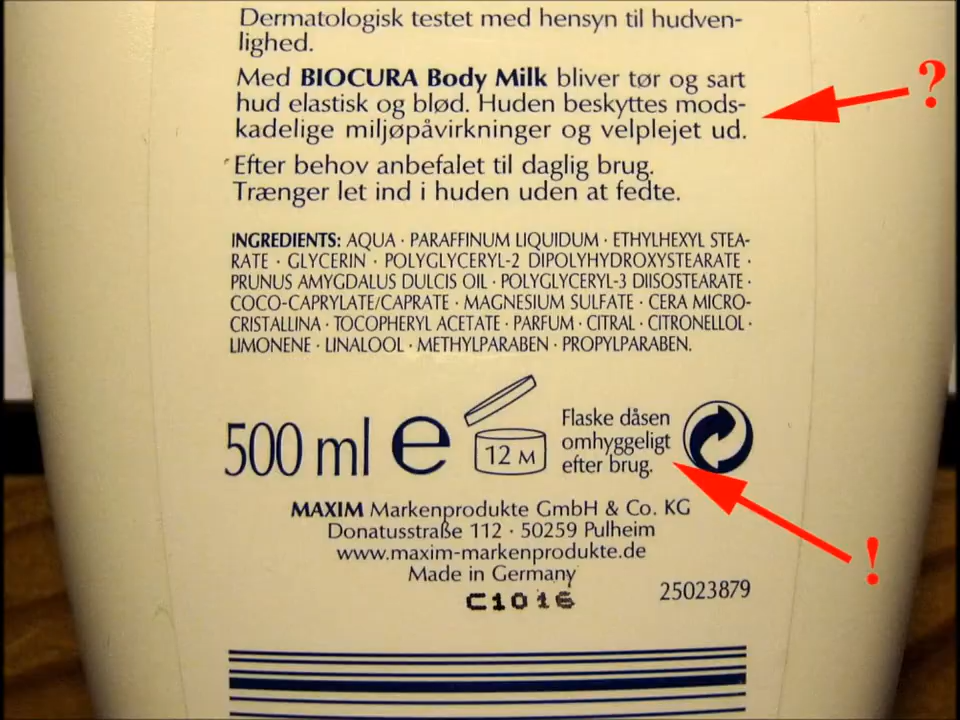 Dermatologisk testet med hensyn til hudven-
lighed.
Med BIOCURA Body Milk bliver tør og sart
hud elastisk og blød. Huden beskyttes mods-
kadelige miljøpåvirkninger og velplejet ud.
Efter behov anbefalet til daglig brug.
Trænger let ind i huden uden at fedte.
?
INGREDIENTS: AQUA · PARAFFINUM LIQUIDUM · ETHYLHEXYL STEA-
RATE · GLYCERIN · POLYGLYCERYL-2 DIPOLYHYDROXYSTEARATE ·
PRUNUS AMYGDALUS DULCIS OIL · POLYGLYCERYL-3 DIISOSTEARATE ·
COCO-CAPRYLATE/CAPRATE · MAGNESIUM SULFATE · CERA MICRO-
CRISTALLINA · TOCOPHERYL ACETATE · PARFUM · CITRAL · CITRONELLOL ·
LIMONENE · LINALOOL · METHYLPARABEN · PROPYLPARABEN.
500 ml e
12 M
Flaske dåsen
omhyggeligt
efter brug.
!
MAXIM Markenprodukte GmbH & Co. KG
Donatusstraße 112 · 50259 Pulheim
www.maxim-markenprodukte.de
Made in Germany
C1016
25023879